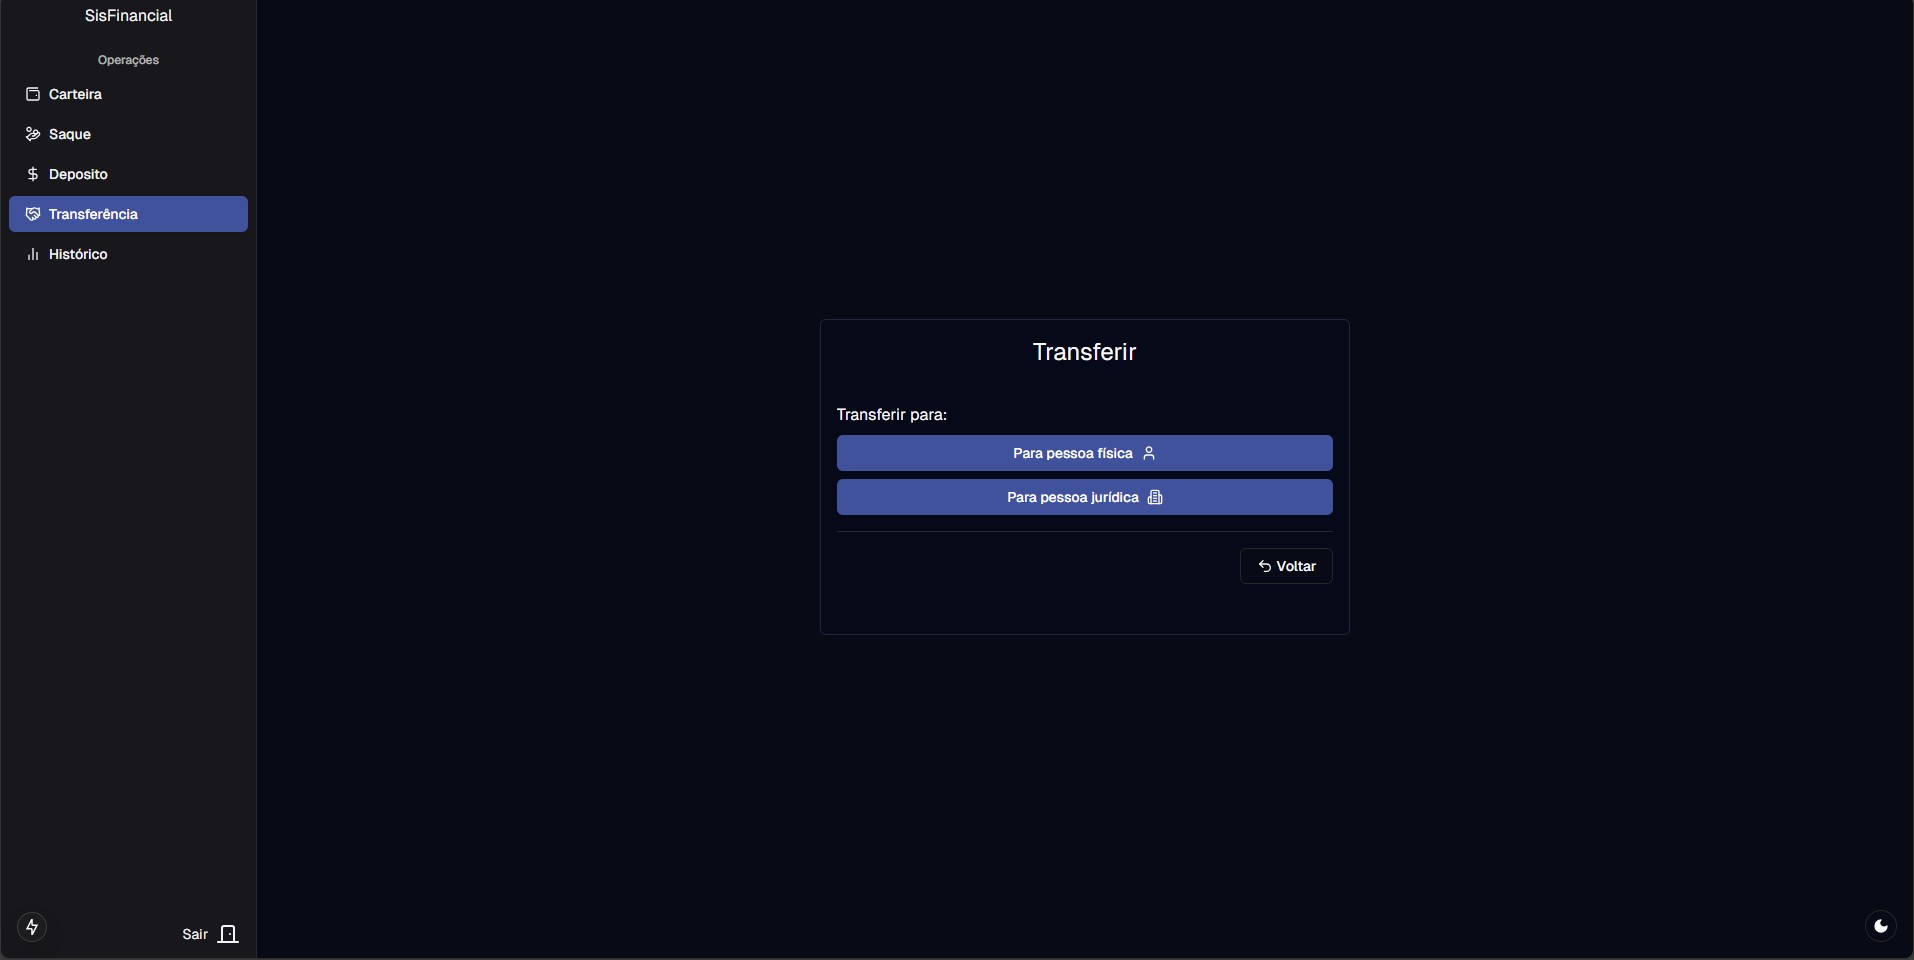 SisFinancial
Operações
Carteira
Saque
Deposito
Transferência
Histórico
Transferir
Transferir para:
Para pessoa física
Para pessoa jurídica
Voltar
Sair